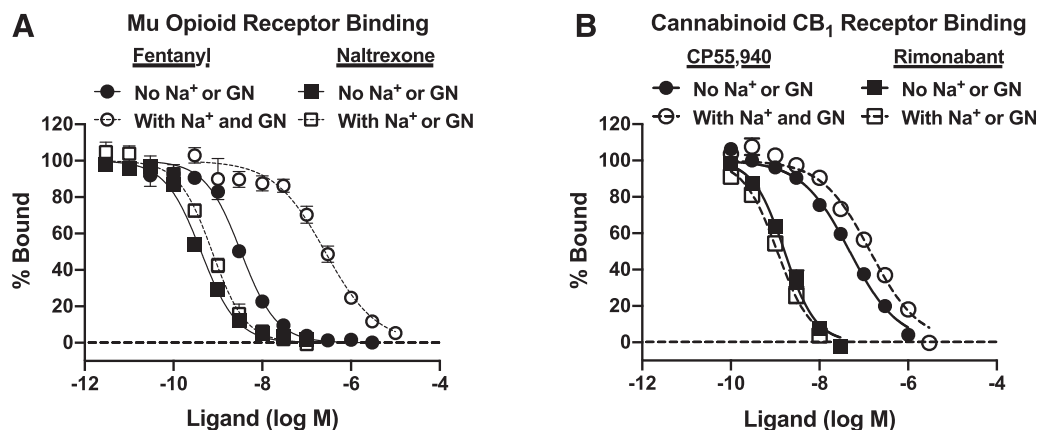 A
Mu Opioid Receptor Binding
Fentanyl Naltrexone
No Na⁺ or GN No Na⁺ or GN
With Na⁺ and GN With Na⁺ or GN
120
100
80
60
40
20
0
% Bound
-12 -10 -8 -6 -4
Ligand (log M)
B
Cannabinoid CB₁ Receptor Binding
CP55,940 Rimonabant
No Na⁺ or GN No Na⁺ or GN
With Na⁺ and GN With Na⁺ or GN
120
100
80
60
40
20
0
% Bound
-12 -10 -8 -6 -4
Ligand (log M)